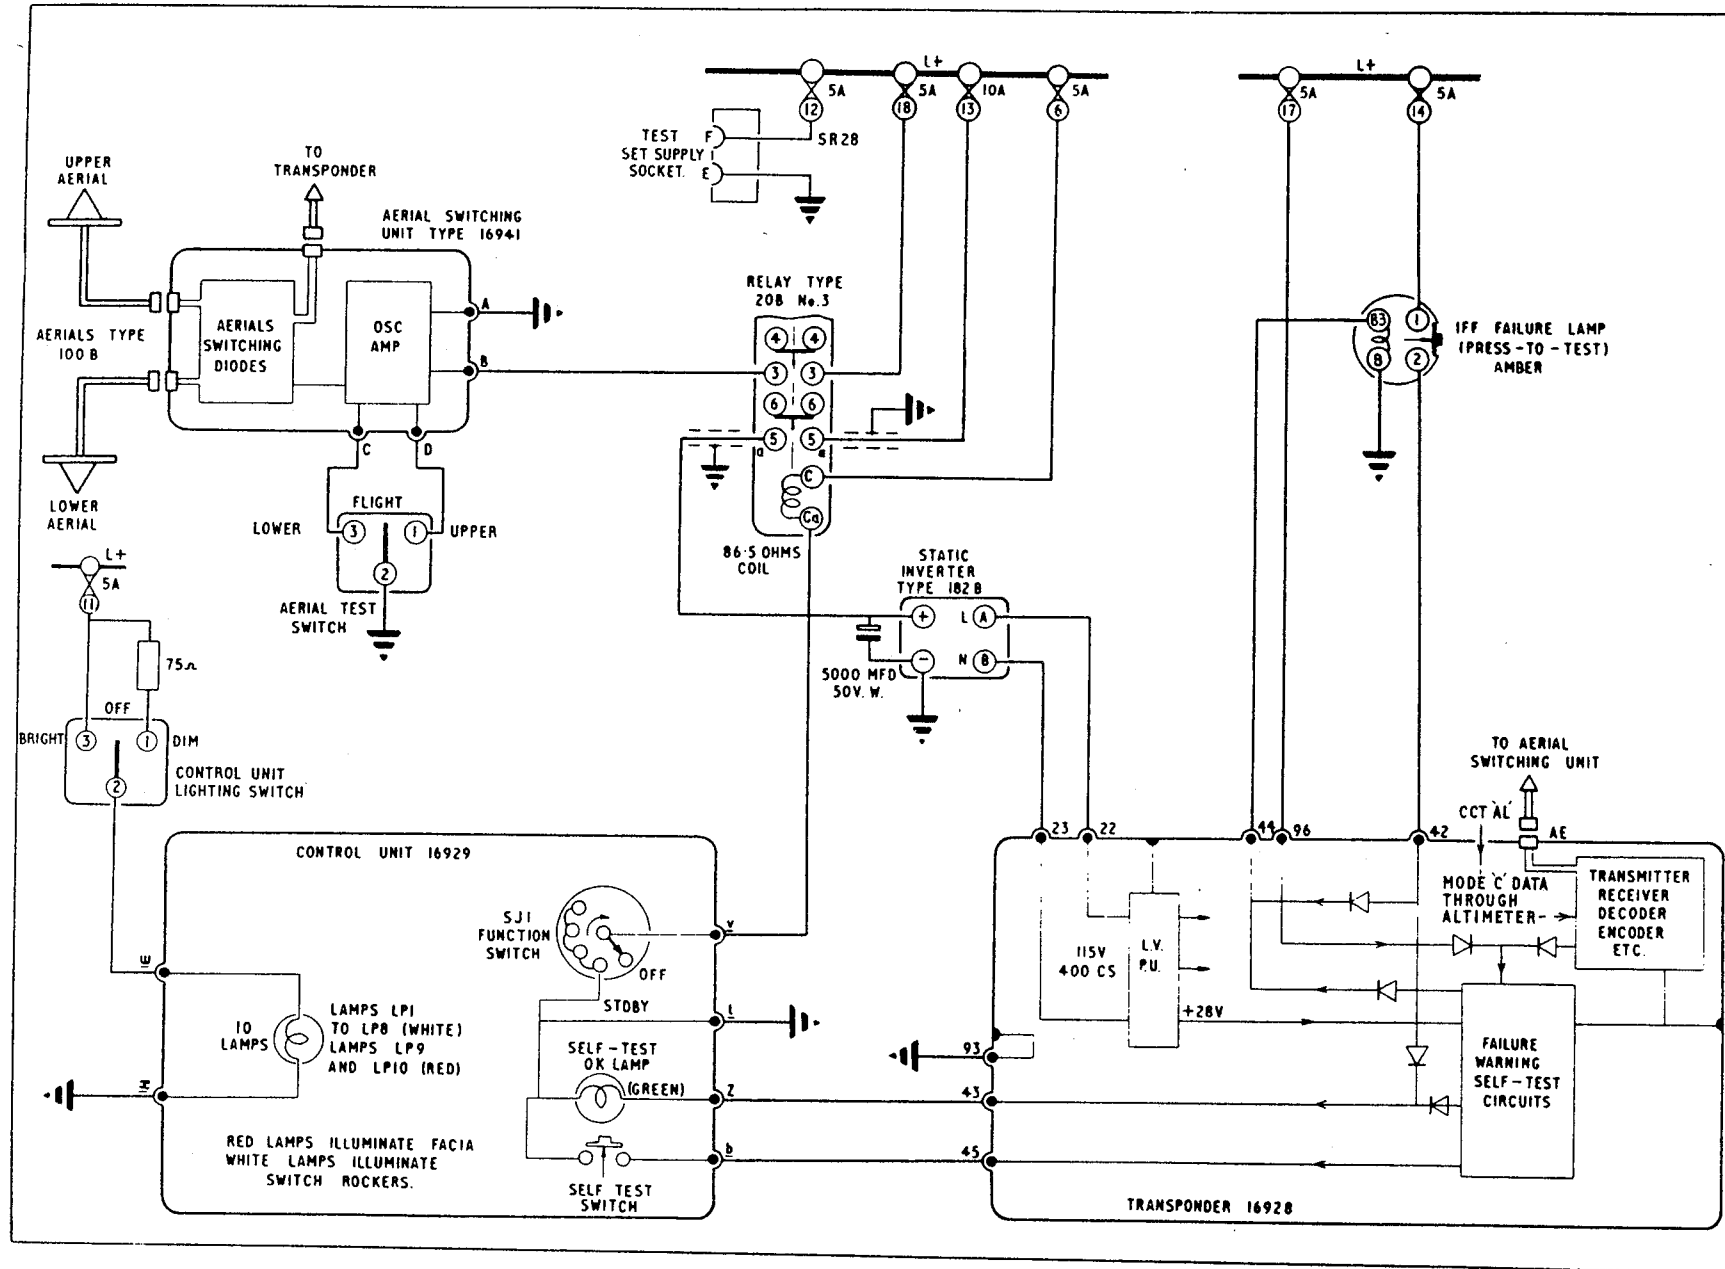 L+
5A
5A
10A
5A
12
18
13
6
SR28
TEST
SET SUPPLY
SOCKET.
F
E
L+
5A
5A
17
14
UPPER
AERIAL
TO
TRANSPONDER
AERIAL SWITCHING
UNIT TYPE 16941
AERIALS TYPE
100 B
AERIALS
SWITCHING
DIODES
OSC
AMP
A
B
C
D
LOWER
AERIAL
FLIGHT
LOWER
3
1
UPPER
2
AERIAL TEST
SWITCH
RELAY TYPE
20B No.3
4
4
3
3
6
6
5
5
a
a
C
Ca
86·5 OHMS
COIL
83
1
B
2
IFF FAILURE LAMP
(PRESS-TO-TEST)
AMBER
L+
5A
11
75Ω
OFF
BRIGHT
3
1
DIM
2
CONTROL UNIT
LIGHTING SWITCH
STATIC
INVERTER
TYPE 182B
+
L
A
-
N
B
5000 MFD
50V. W.
CONTROL UNIT 16929
SJ1
FUNCTION
SWITCH
OFF
STDBY
v
W
H
10
LAMPS
LAMPS LP1
TO LP8 (WHITE)
LAMPS LP9
AND LP10 (RED)
t
SELF-TEST
OK LAMP
(GREEN)
Z
b
RED LAMPS ILLUMINATE FACIA
WHITE LAMPS ILLUMINATE
SWITCH ROCKERS.
SELF TEST
SWITCH
TO AERIAL
SWITCHING UNIT
CCT 'AL'
23
22
44
96
42
AE
MODE 'C' DATA
THROUGH
ALTIMETER
TRANSMITTER
RECEIVER
DECODER
ENCODER
ETC.
115V
400 CS
L.V.
P.U.
+28V
93
43
45
FAILURE
WARNING
SELF-TEST
CIRCUITS
TRANSPONDER 16928